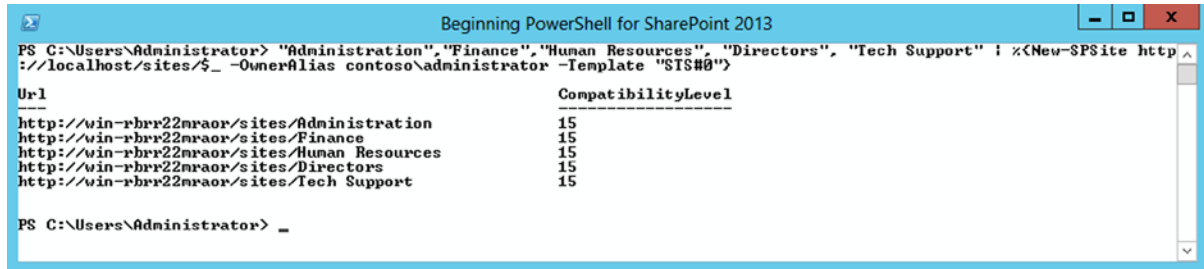 Beginning PowerShell for SharePoint 2013
PS C:\Users\Administrator> "Administration","Finance","Human Resources", "Directors", "Tech Support" | %{New-SPSite http
://localhost/sites/$_ -OwnerAlias contoso\administrator -Template "STS#0"}
Url CompatibilityLevel
--- ------------------
http://win-rbrr22mraor/sites/Administration 15
http://win-rbrr22mraor/sites/Finance 15
http://win-rbrr22mraor/sites/Human Resources 15
http://win-rbrr22mraor/sites/Directors 15
http://win-rbrr22mraor/sites/Tech Support 15
PS C:\Users\Administrator> _